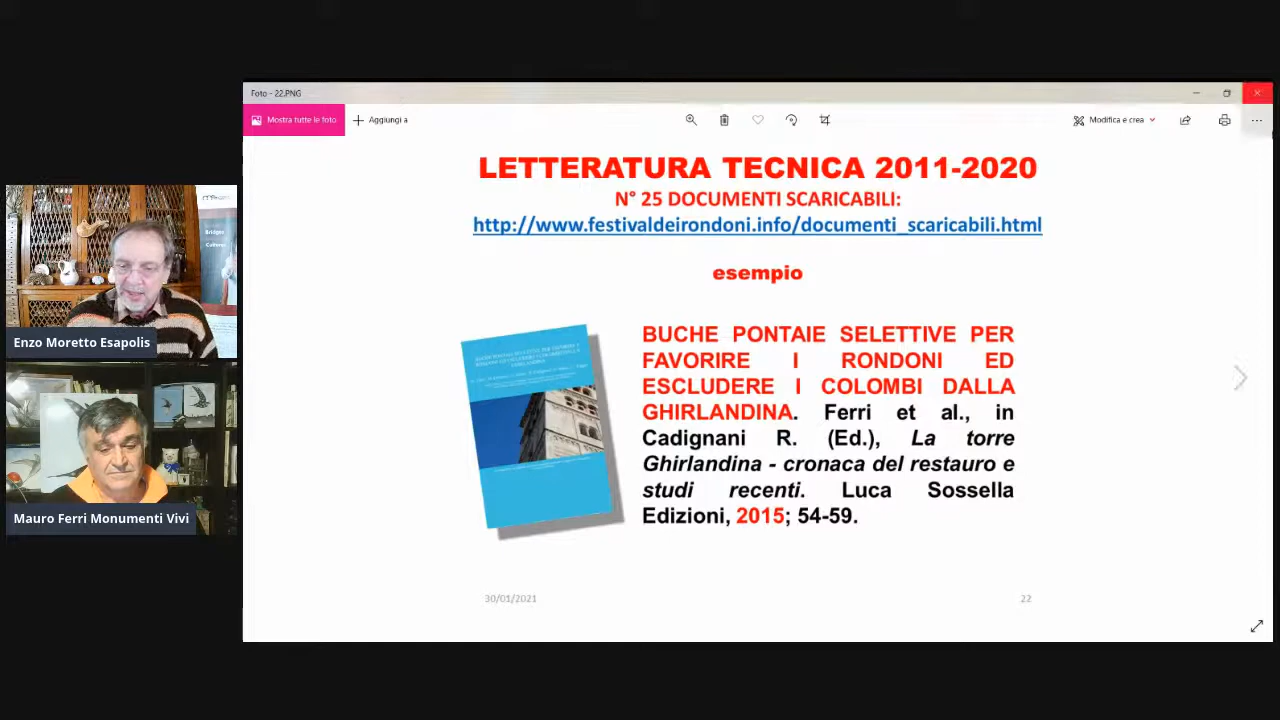 Foto - 22.PNG
Mostra tutte le foto
Aggiungi a
Modifica e crea
LETTERATURA TECNICA 2011-2020
N° 25 DOCUMENTI SCARICABILI:
http://www.festivaldeirondoni.info/documenti_scaricabili.html
esempio
BUCHE PONTAIE SELETTIVE PER
FAVORIRE I RONDONI ED
ESCLUDERE I COLOMBI DALLA
GHIRLANDINA. Ferri et al., in
Cadignani R. (Ed.), La torre
Ghirlandina - cronaca del restauro e
studi recenti. Luca Sossella
Edizioni, 2015; 54-59.
30/01/2021
22
Enzo Moretto Esapolis
Mauro Ferri Monumenti Vivi